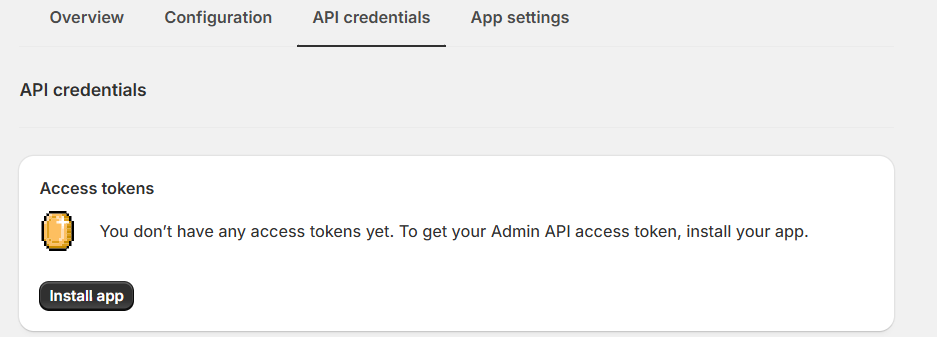 Overview Configuration API credentials App settings
API credentials
Access tokens
You don’t have any access tokens yet. To get your Admin API access token, install your app.
Install app